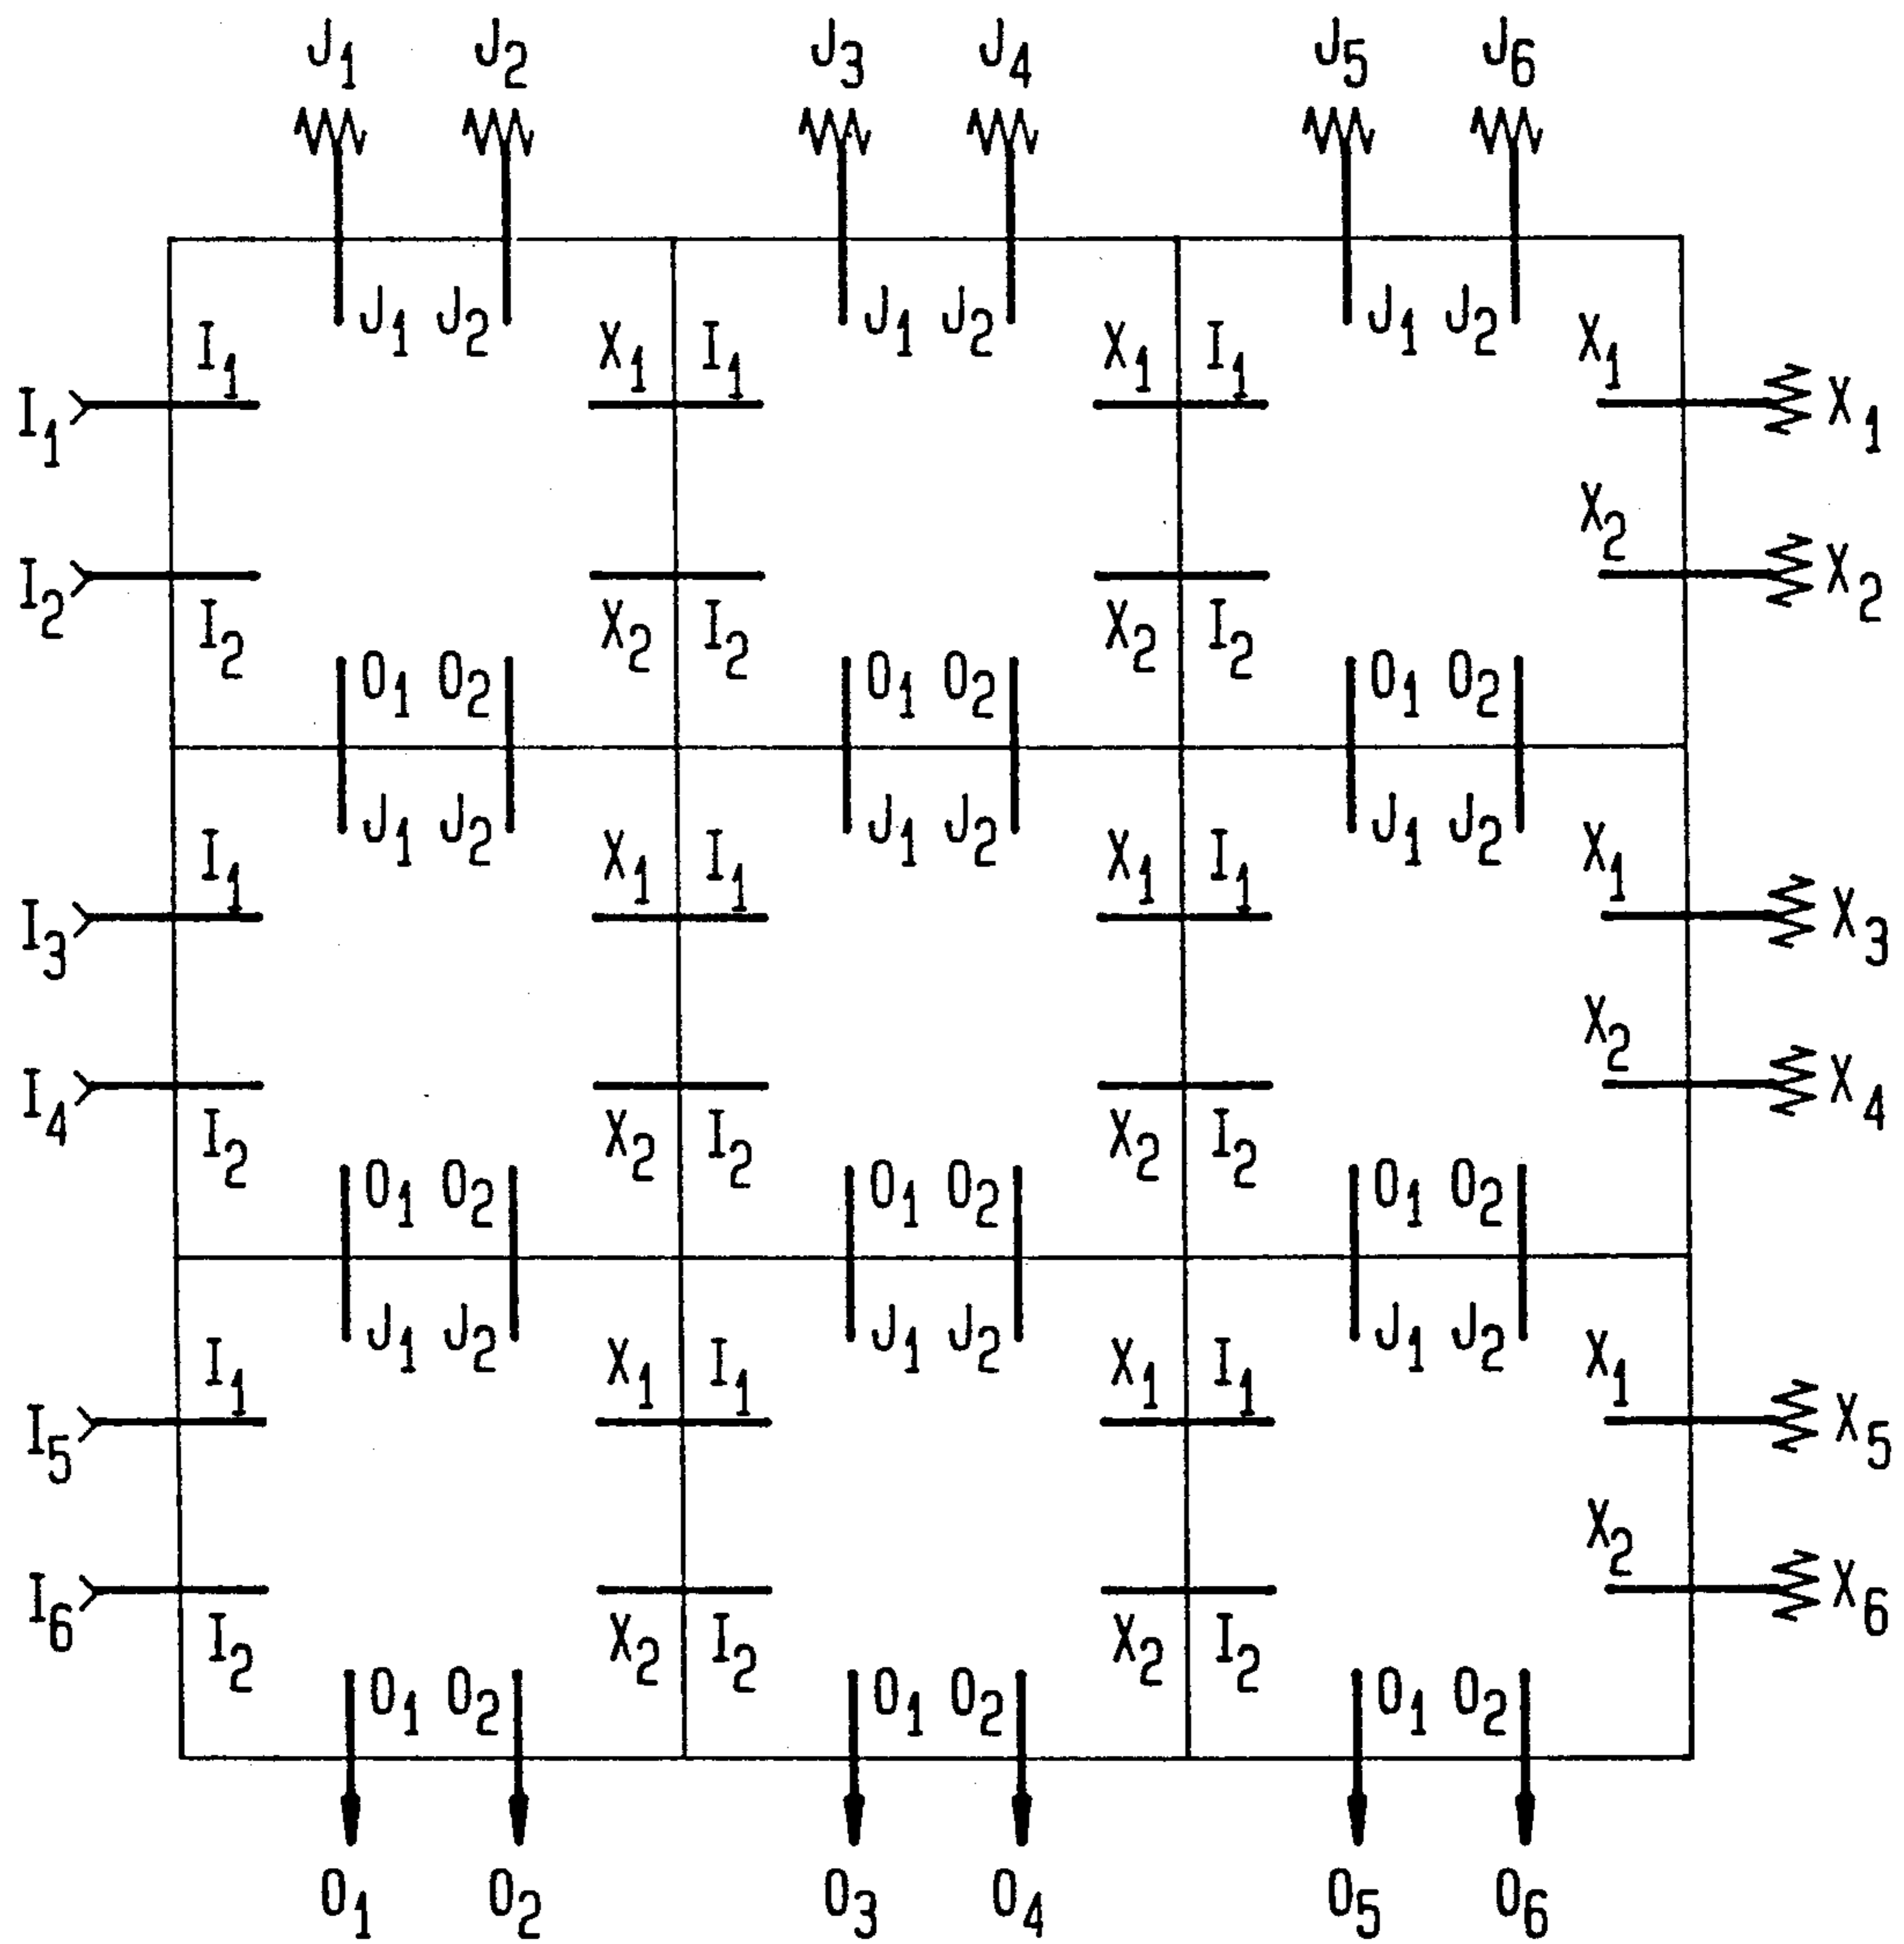 J1 J2 J3 J4 J5 J6
J1 J2 J1 J2 J1 J2
I1 X1 I1 X1 I1 X1
I1 X1
X2
I2 X2
I2 X2 I2 X2 I2
O1 O2 O1 O2 O1 O2
J1 J2 J1 J2 J1 J2
I1 X1 I1 X1 I1 X1
I3 X3
X2
I4 X4
I2 X2 I2 X2 I2
O1 O2 O1 O2 O1 O2
J1 J2 J1 J2 J1 J2
I1 X1 I1 X1 I1 X1
I5 X5
X2
I6 X6
I2 X2 I2 X2 I2
O1 O2 O1 O2 O1 O2
O1 O2 O3 O4 O5 O6